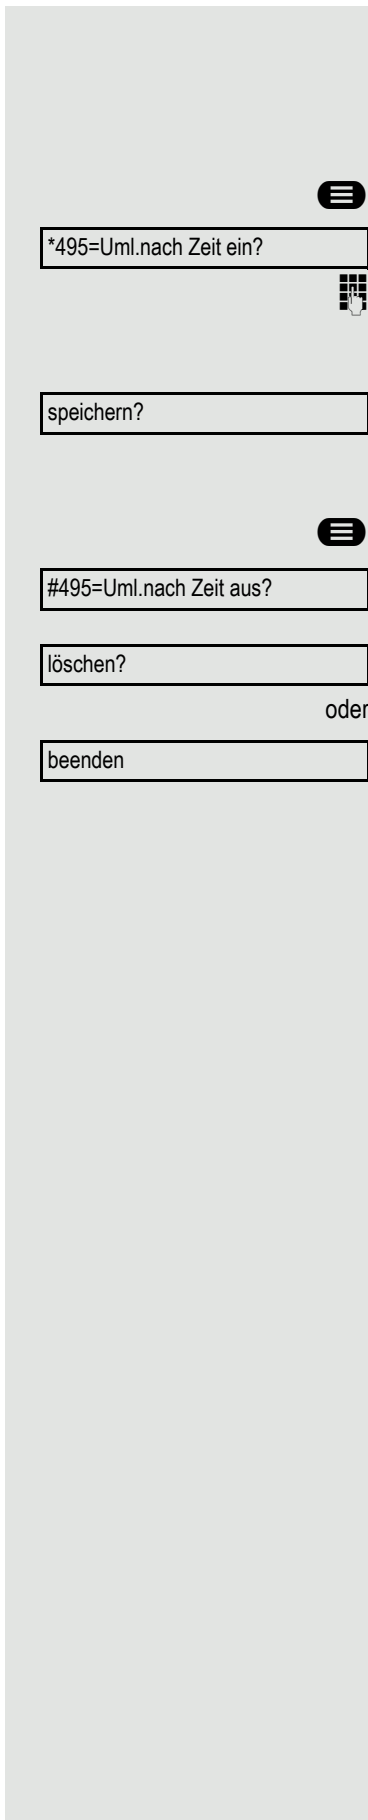 *495=Uml.nach Zeit ein?
speichern?
#495=Uml.nach Zeit aus?
löschen?
oder
beenden